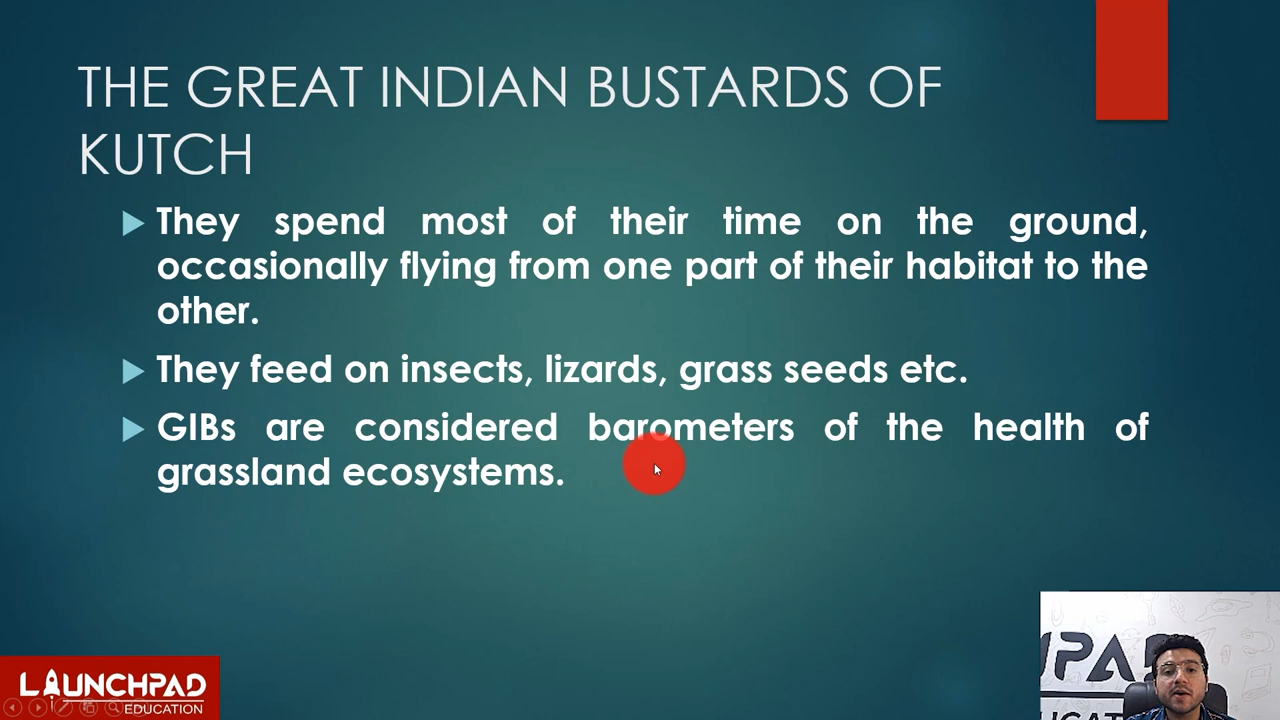 THE GREAT INDIAN BUSTARDS OF
KUTCH
They spend most of their time on the ground,
occasionally flying from one part of their habitat to the
other.
They feed on insects, lizards, grass seeds etc.
GIBs are considered barometers of the health of
grassland ecosystems.
LAUNCHPAD
EDUCATION